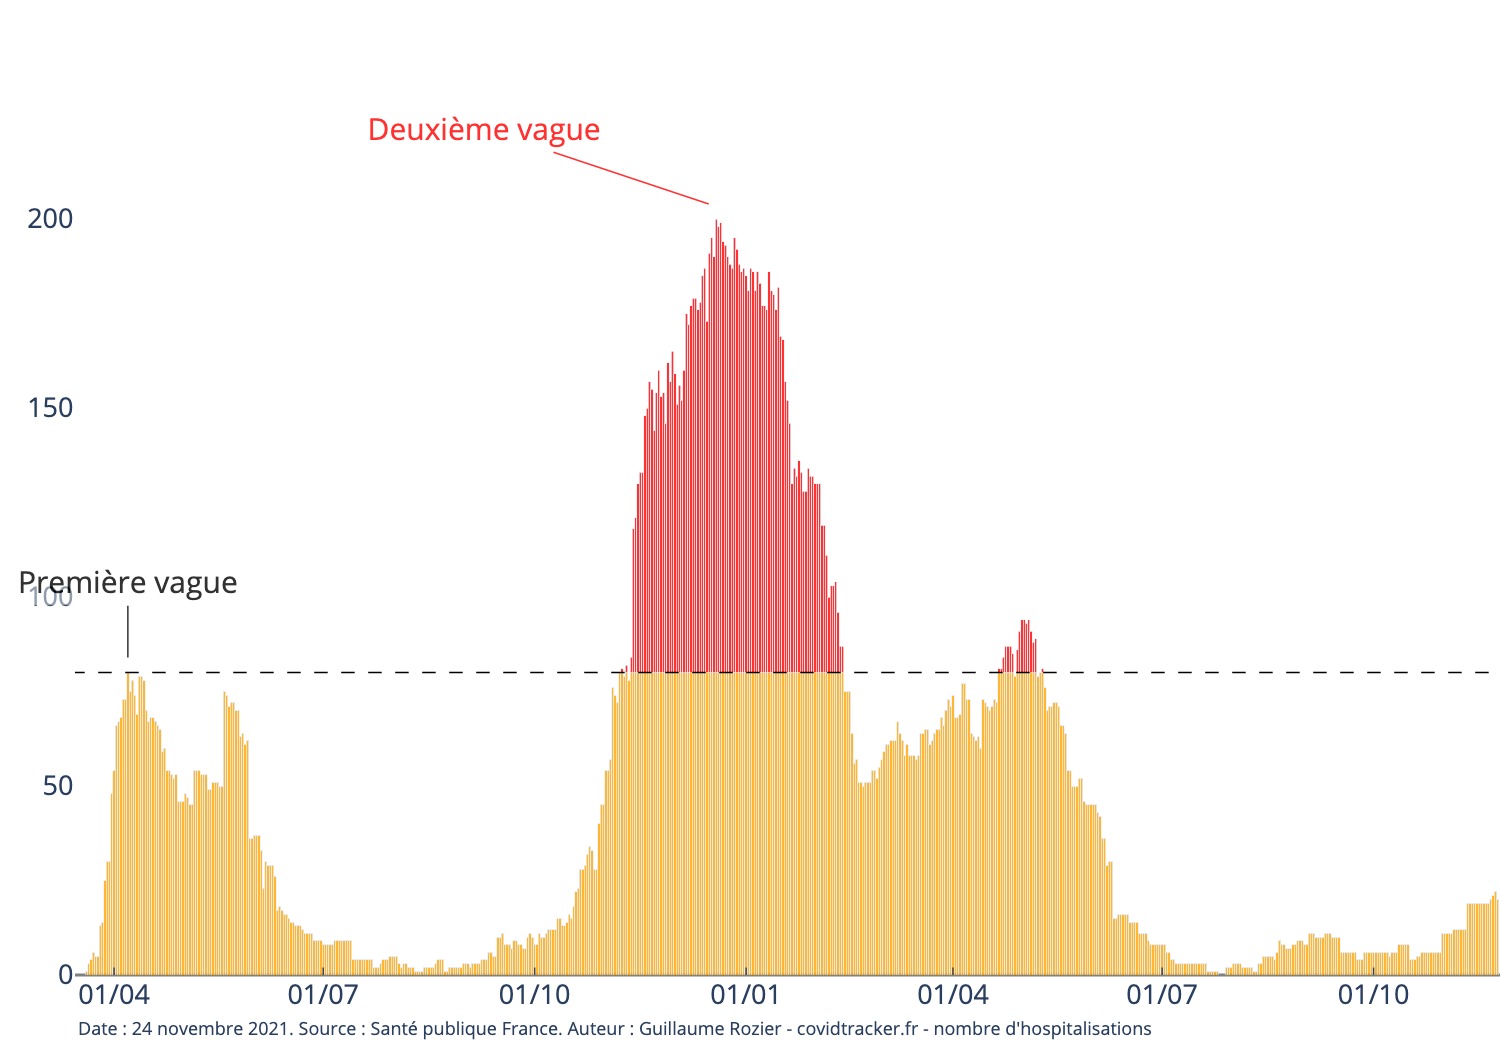 Deuxième vague
200
150
Première vague
100
50
0
01/04 01/07 01/10 01/01 01/04 01/07 01/10
Date : 24 novembre 2021. Source : Santé publique France. Auteur : Guillaume Rozier - covidtracker.fr - nombre d'hospitalisations